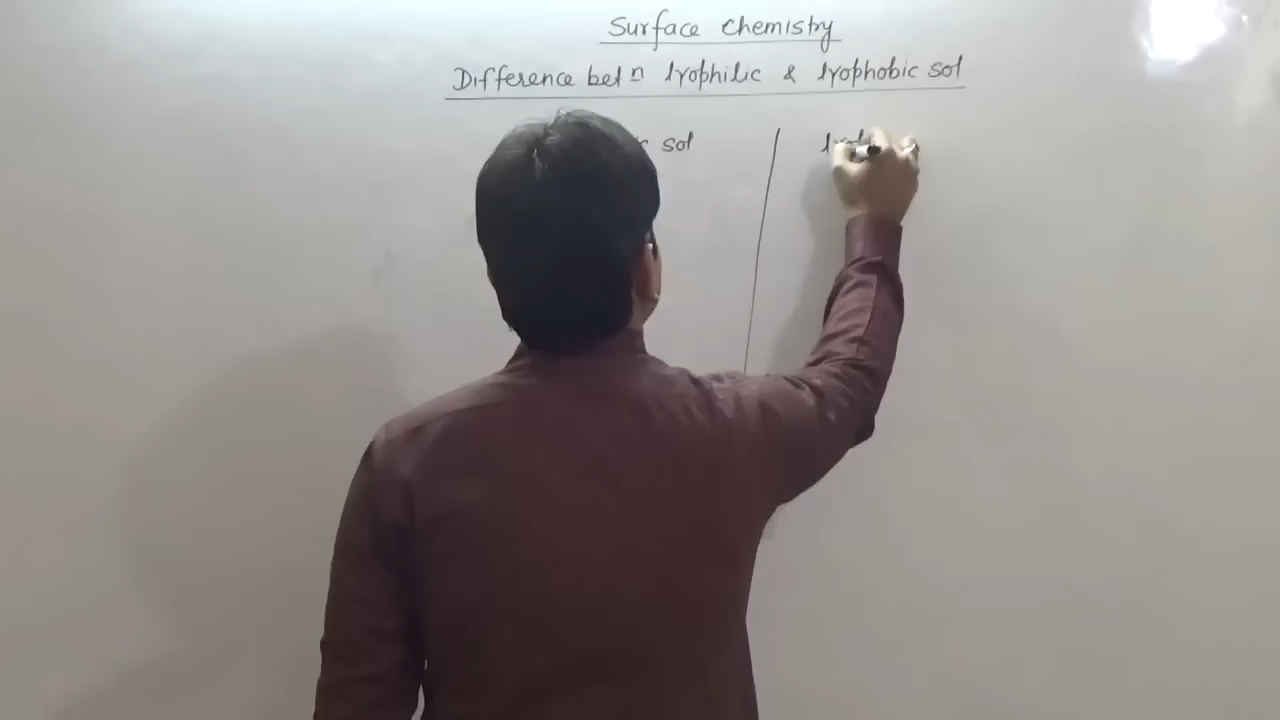 Surface Chemistry
Difference betn lyophilic & lyophobic sol
sol